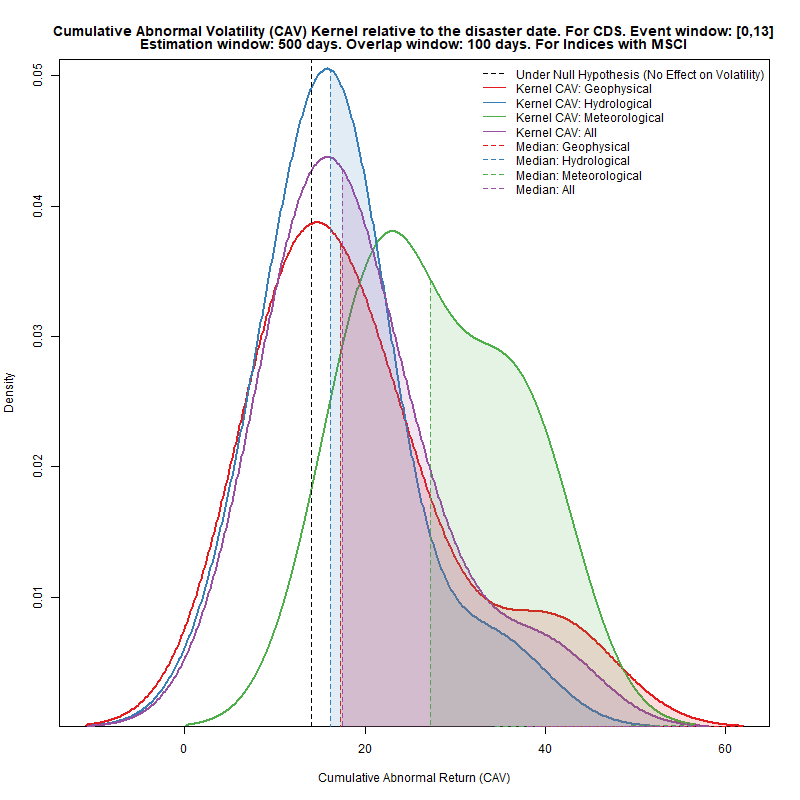 Cumulative Abnormal Volatility (CAV) Kernel relative to the disaster date. For CDS. Event window: [0,13]
Estimation window: 500 days. Overlap window: 100 days. For Indices with MSCI
Under Null Hypothesis (No Effect on Volatility)
Kernel CAV: Geophysical
Kernel CAV: Hydrological
Kernel CAV: Meteorological
Kernel CAV: All
Median: Geophysical
Median: Hydrological
Median: Meteorological
Median: All
0.05
0.04
0.03
0.02
0.01
Density
0
20
40
60
Cumulative Abnormal Return (CAV)